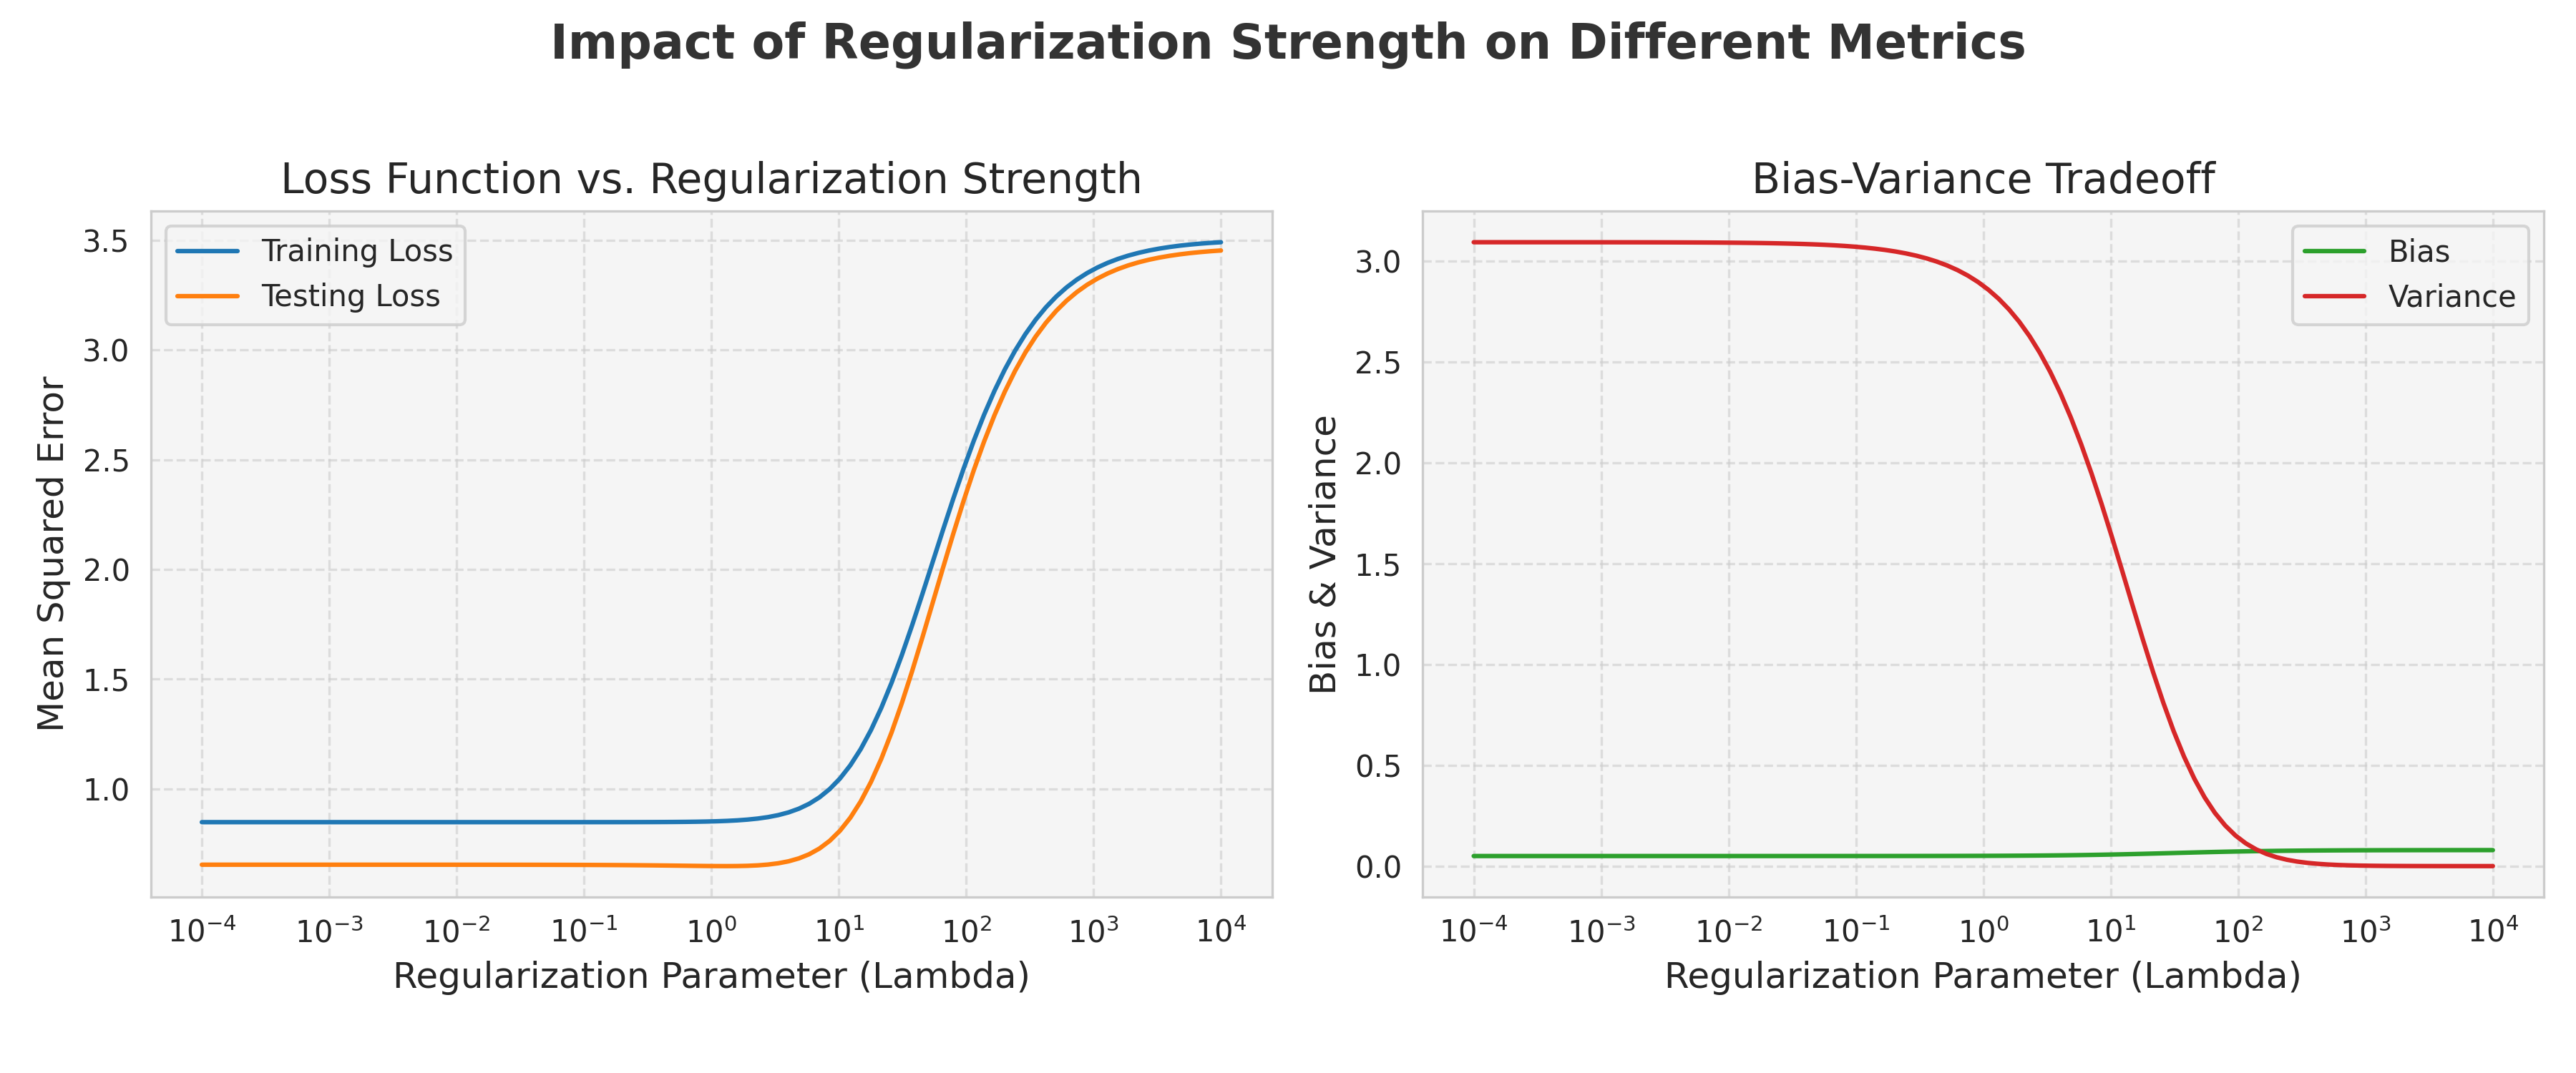 Impact of Regularization Strength on Different Metrics
Loss Function vs. Regularization Strength
Training Loss
Testing Loss
3.5
3.0
2.5
2.0
1.5
1.0
Mean Squared Error
10⁻⁴ 10⁻³ 10⁻² 10⁻¹ 10⁰ 10¹ 10² 10³ 10⁴
Regularization Parameter (Lambda)
Bias-Variance Tradeoff
Bias
Variance
3.0
2.5
2.0
1.5
1.0
0.5
0.0
Bias & Variance
10⁻⁴ 10⁻³ 10⁻² 10⁻¹ 10⁰ 10¹ 10² 10³ 10⁴
Regularization Parameter (Lambda)